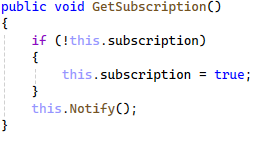 public void GetSubscription()
{
    if (!this.subscription)
    {
        this.subscription = true;
    }
    this.Notify();
}